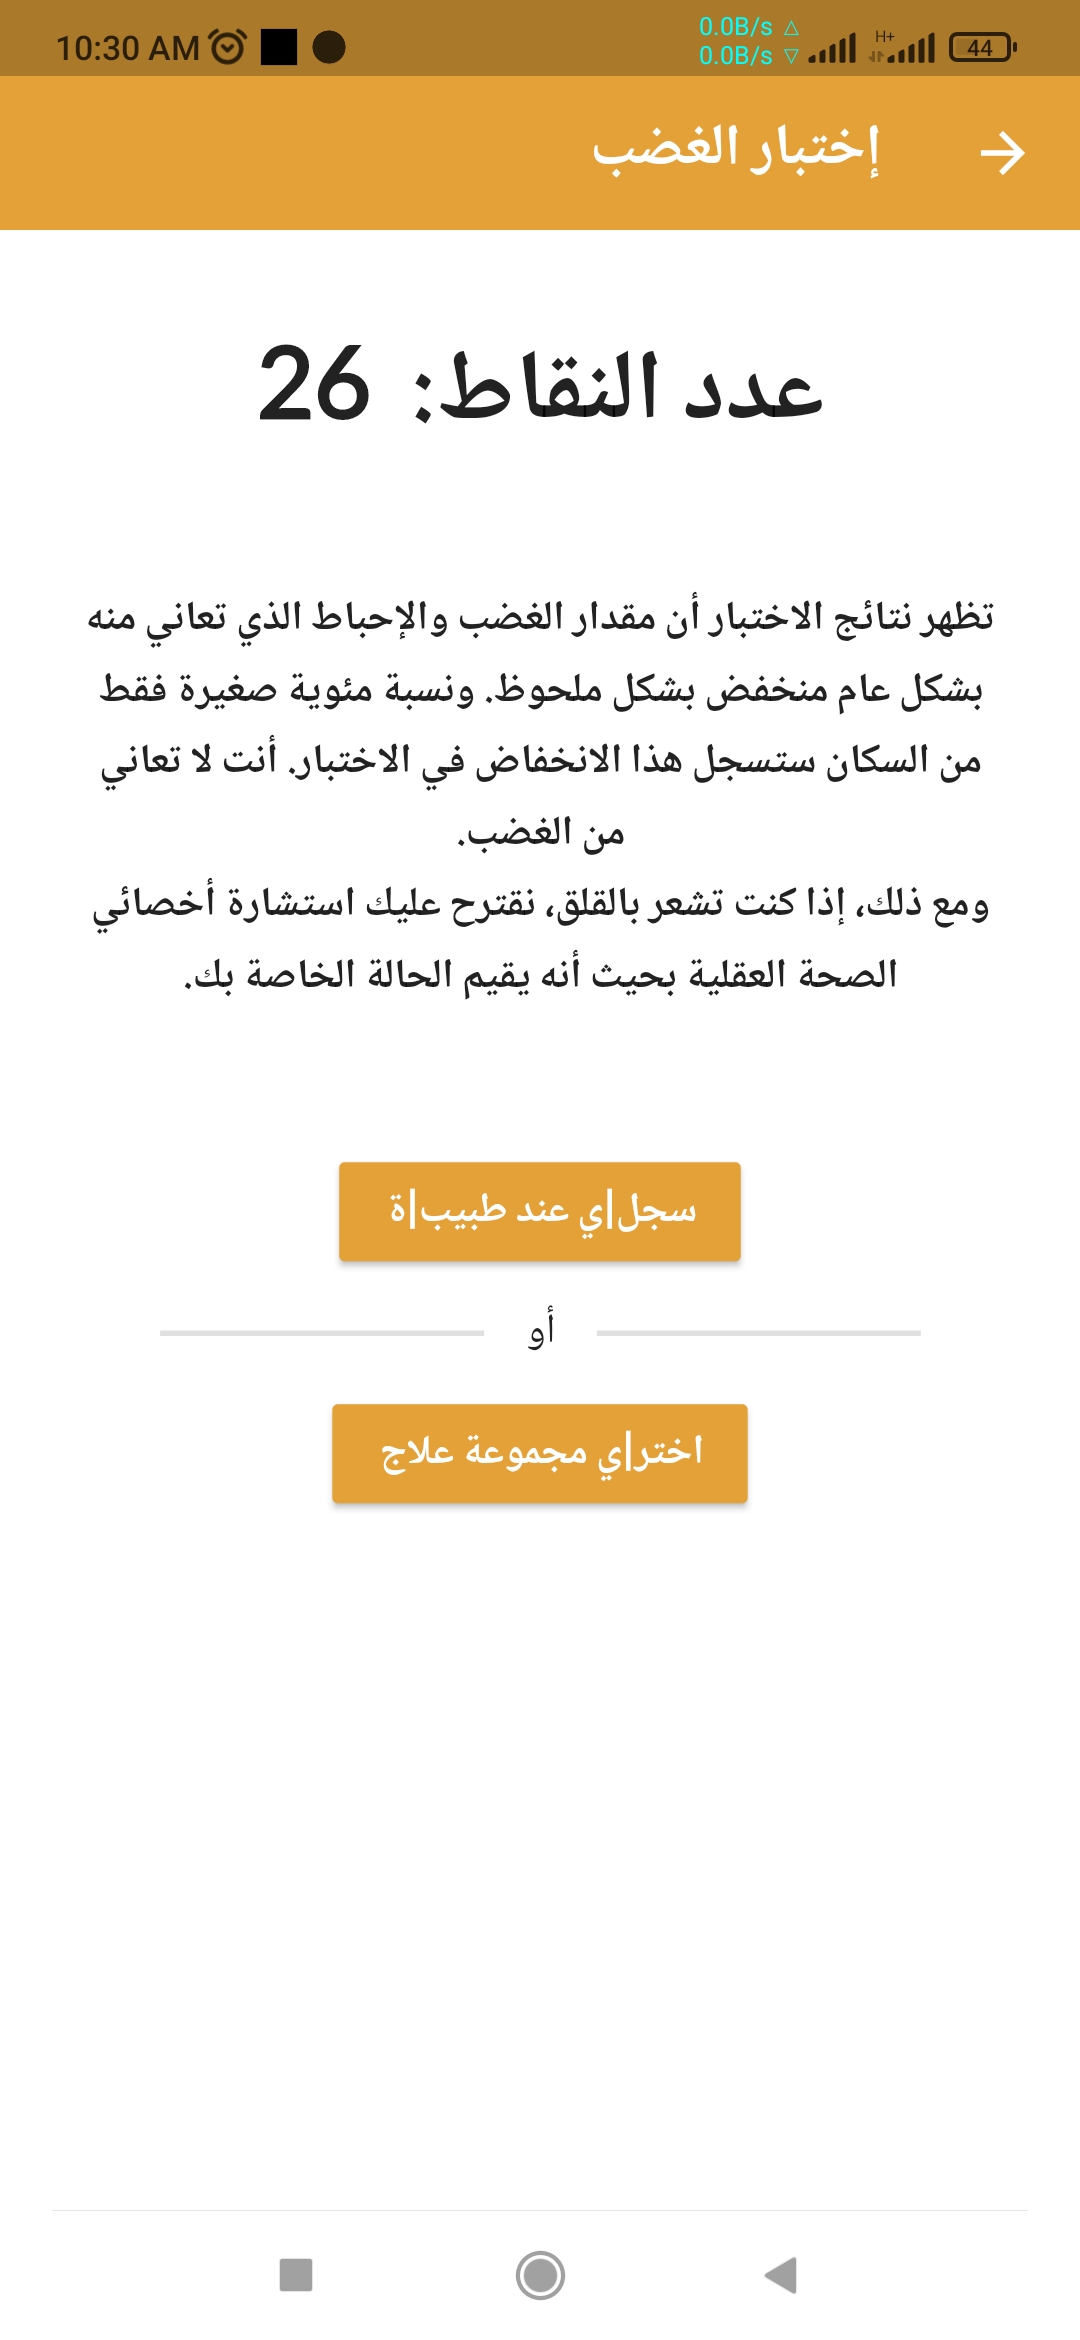 10:30 AM
0.0B/s △
0.0B/s ▽
H+
44
إختبار الغضب
عدد النقاط: 26
تظهر نتائج الاختبار أن مقدار الغضب والإحباط الذي تعاني منه
بشكل عام منخفض بشكل ملحوظ. ونسبة مئوية صغيرة فقط
من السكان ستسجل هذا الانخفاض في الاختبار. أنت لا تعاني
من الغضب.
ومع ذلك، إذا كنت تشعر بالقلق، نقترح عليك استشارة أخصائي
الصحة العقلية بحيث أنه يقيم الحالة الخاصة بك.
سجل|ي عند طبيب|ة
أو
اختر|ي مجموعة علاج